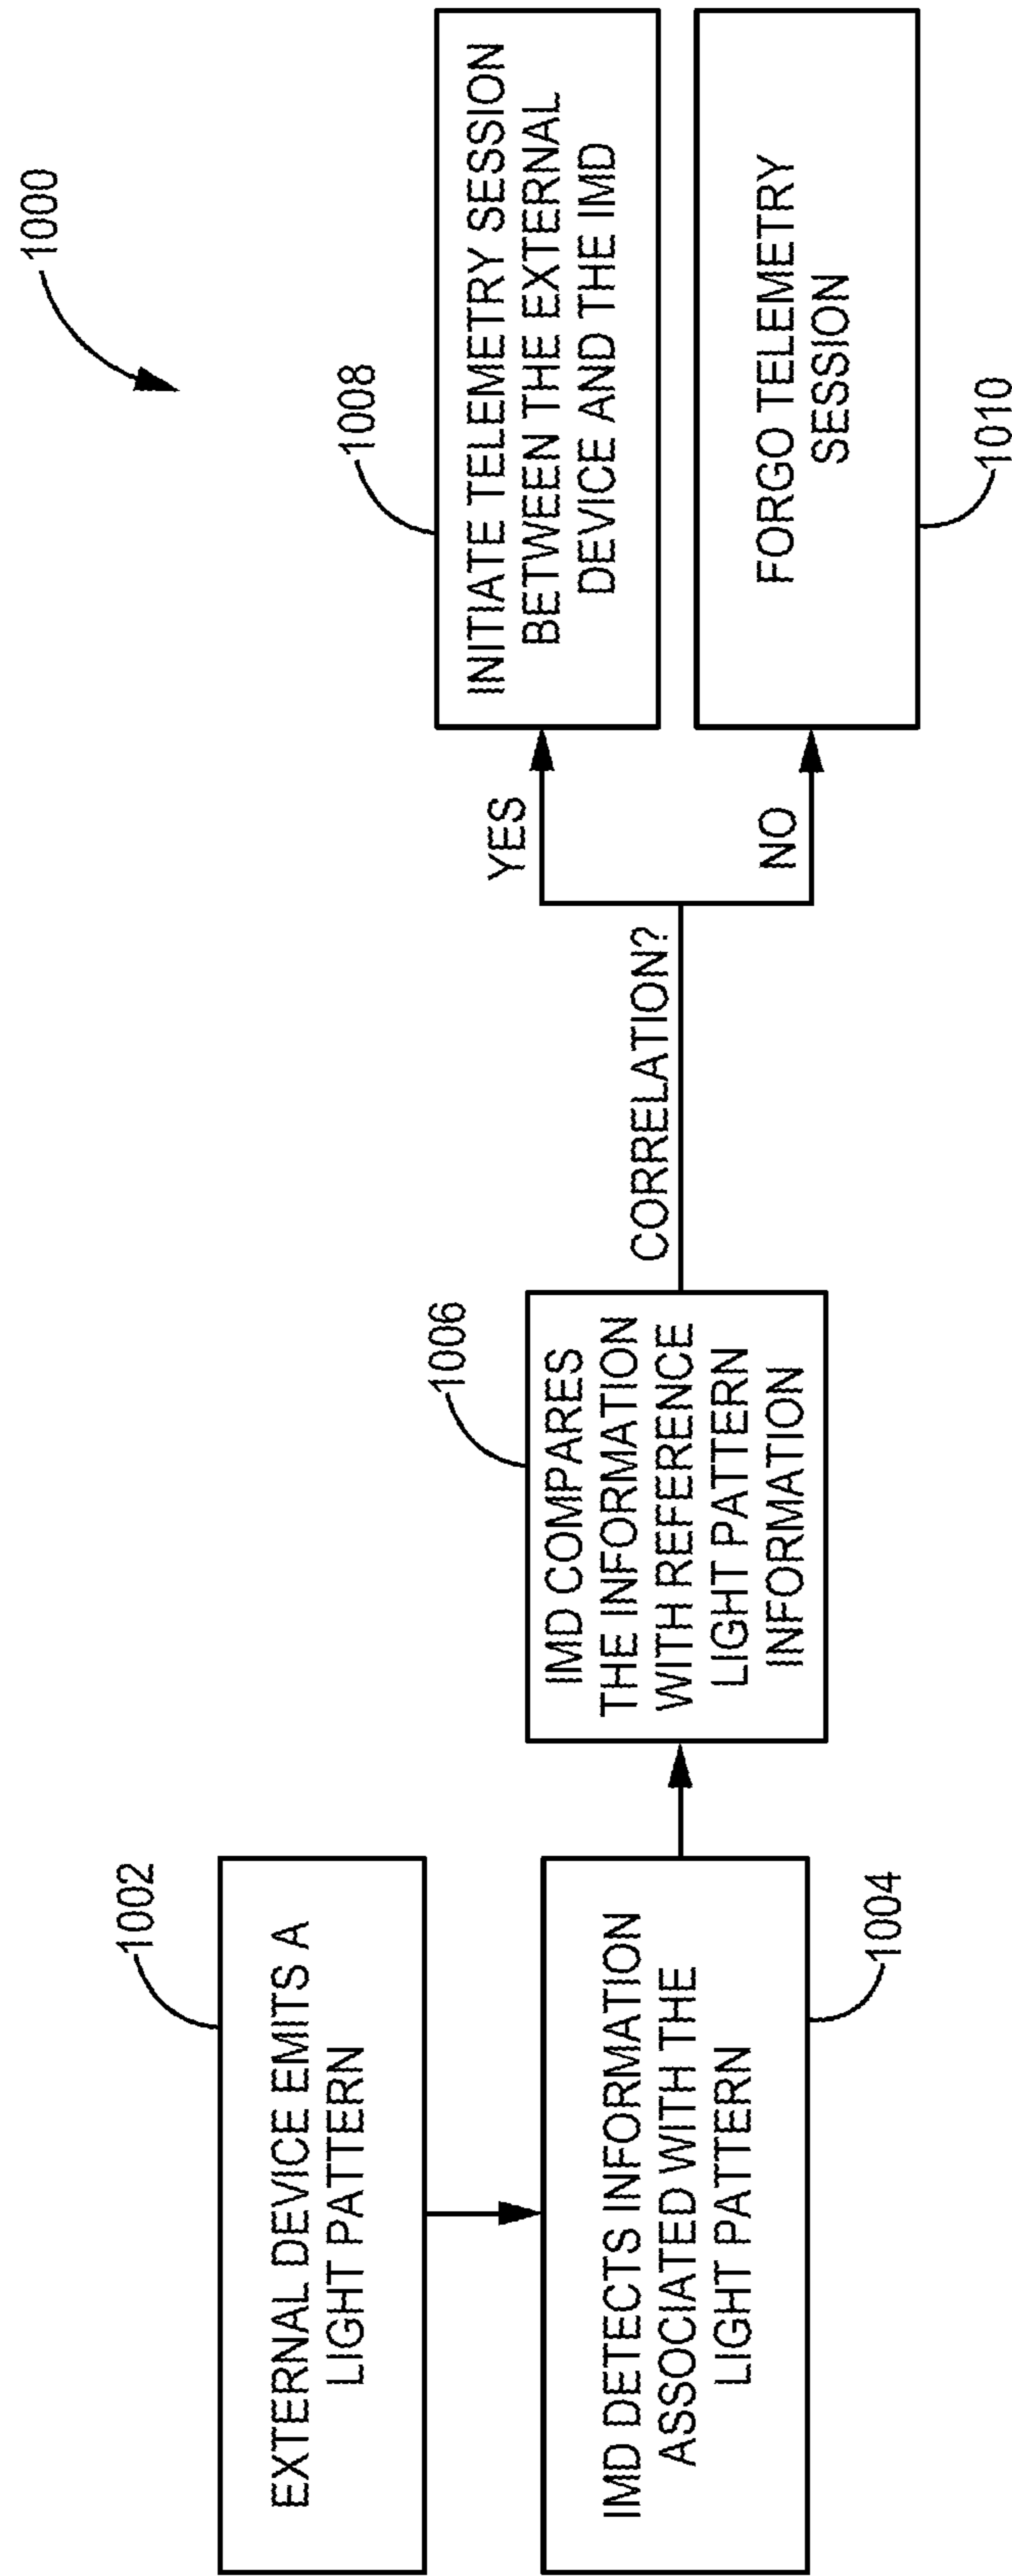 1000
1002
EXTERNAL DEVICE EMITS A
LIGHT PATTERN
IMD DETECTS INFORMATION
ASSOCIATED WITH THE
LIGHT PATTERN
1004
1006
IMD COMPARES
THE INFORMATION
WITH REFERENCE
LIGHT PATTERN
INFORMATION
CORRELATION?
YES
NO
1008
INITIATE TELEMETRY SESSION
BETWEEN THE EXTERNAL
DEVICE AND THE IMD
FORGO TELEMETRY
SESSION
1010